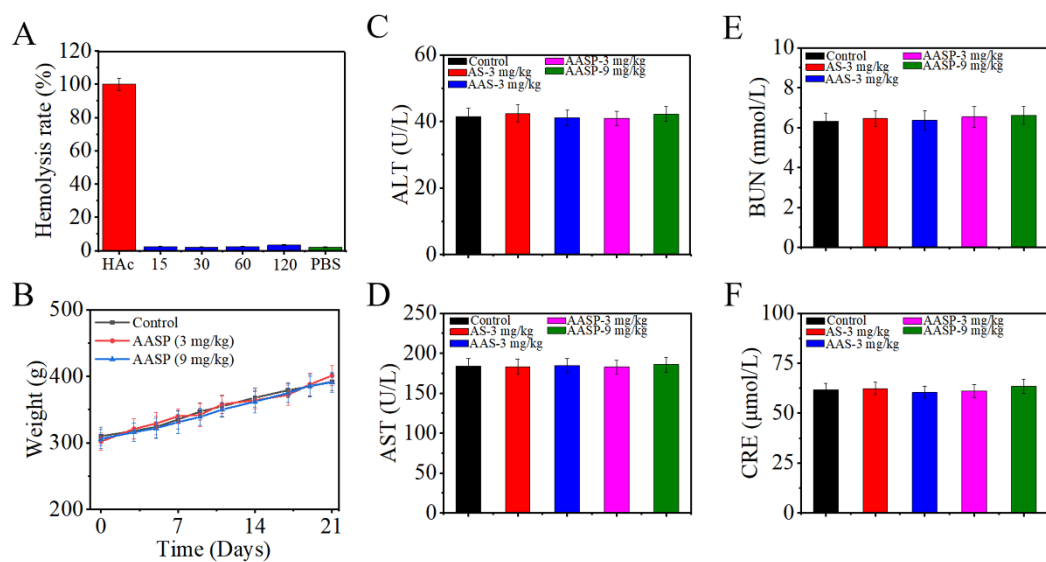 A
Hemolysis rate (%)
120
100
80
60
40
20
0
HAc 15 30 60 120 PBS
B
Weight (g)
500
400
300
200
Control
AASP (3 mg/kg)
AASP (9 mg/kg)
0 7 14 21
Time (Days)
C
ALT (U/L)
60
40
20
0
Control
AS-3 mg/kg
AAS-3 mg/kg
AASP-3 mg/kg
AASP-9 mg/kg
D
AST (U/L)
250
200
150
100
50
0
Control
AS-3 mg/kg
AAS-3 mg/kg
AASP-3 mg/kg
AASP-9 mg/kg
E
BUN (mmol/L)
9
8
6
4
2
0
Control
AS-3 mg/kg
AAS-3 mg/kg
AASP-3 mg/kg
AASP-9 mg/kg
F
CRE (μmol/L)
100
75
50
25
0
Control
AS-3 mg/kg
AAS-3 mg/kg
AASP-3 mg/kg
AASP-9 mg/kg